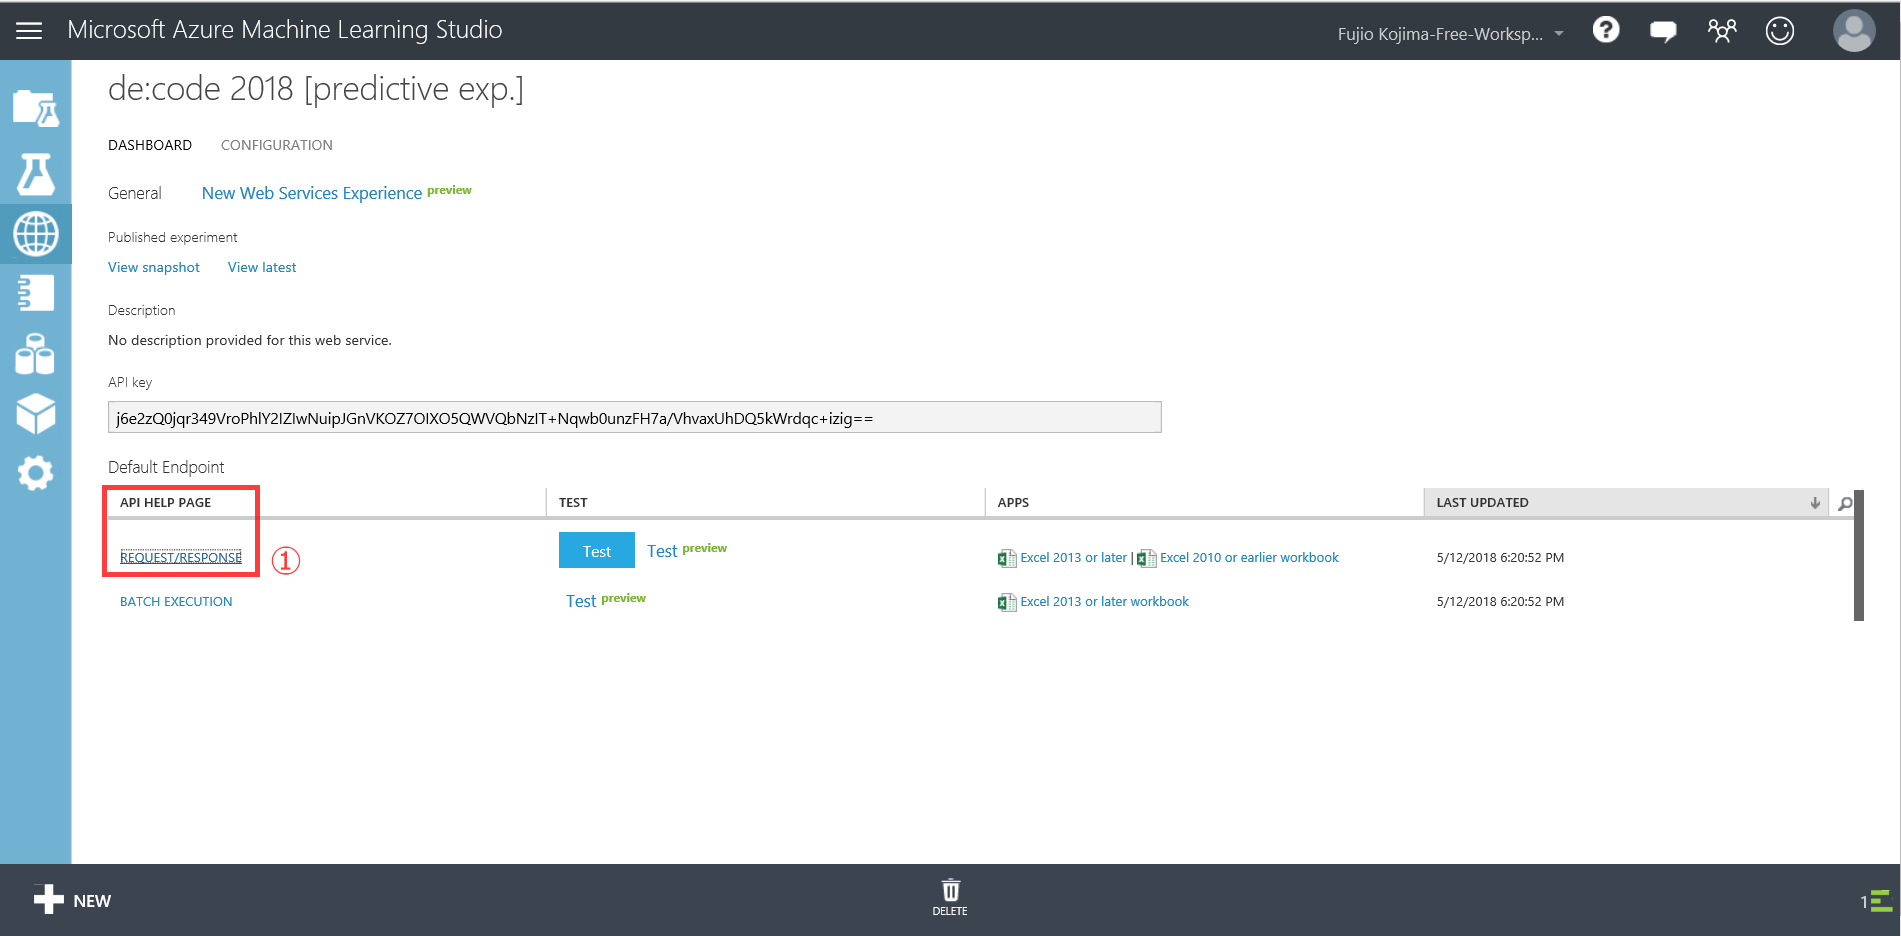 Microsoft Azure Machine Learning Studio
Fujio Kojima-Free-Worksp...
de:code 2018 [predictive exp.]
DASHBOARD CONFIGURATION
General New Web Services Experience preview
Published experiment
View snapshot View latest
Description
No description provided for this web service.
API key
j6e2zQ0jqr349VroPhlY2IZIwNuipJGnVKOZ7OIXO5QWVQbNzIT+Nqwb0unzFH7a/VhvaxUhDQ5kWrdqc+izig==
Default Endpoint
API HELP PAGE TEST APPS LAST UPDATED
REQUEST/RESPONSE ① Test Test preview Excel 2013 or later | Excel 2010 or earlier workbook 5/12/2018 6:20:52 PM
BATCH EXECUTION Test preview Excel 2013 or later workbook 5/12/2018 6:20:52 PM
NEW
DELETE
1